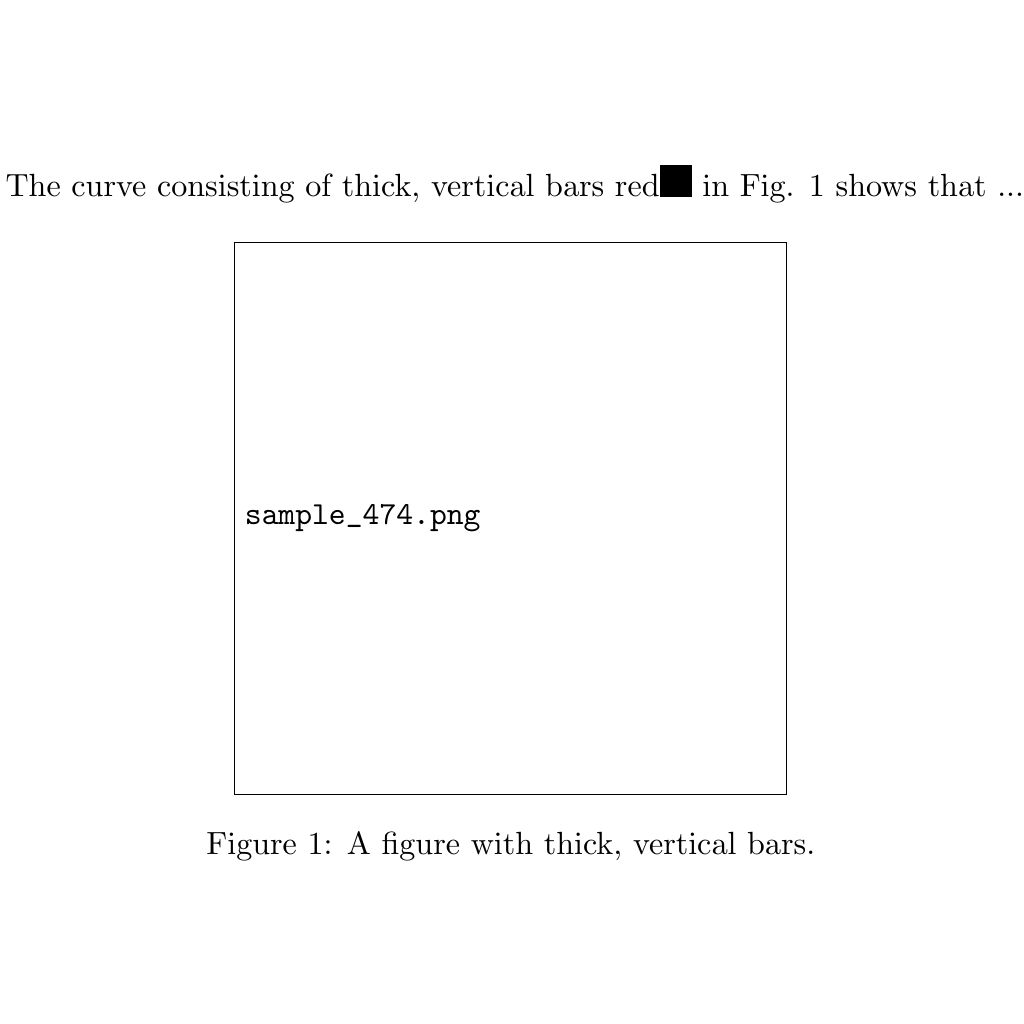 The curve consisting of thick, vertical bars red■ in Fig. 1 shows that ...
sample_474.png
Figure 1: A figure with thick, vertical bars.